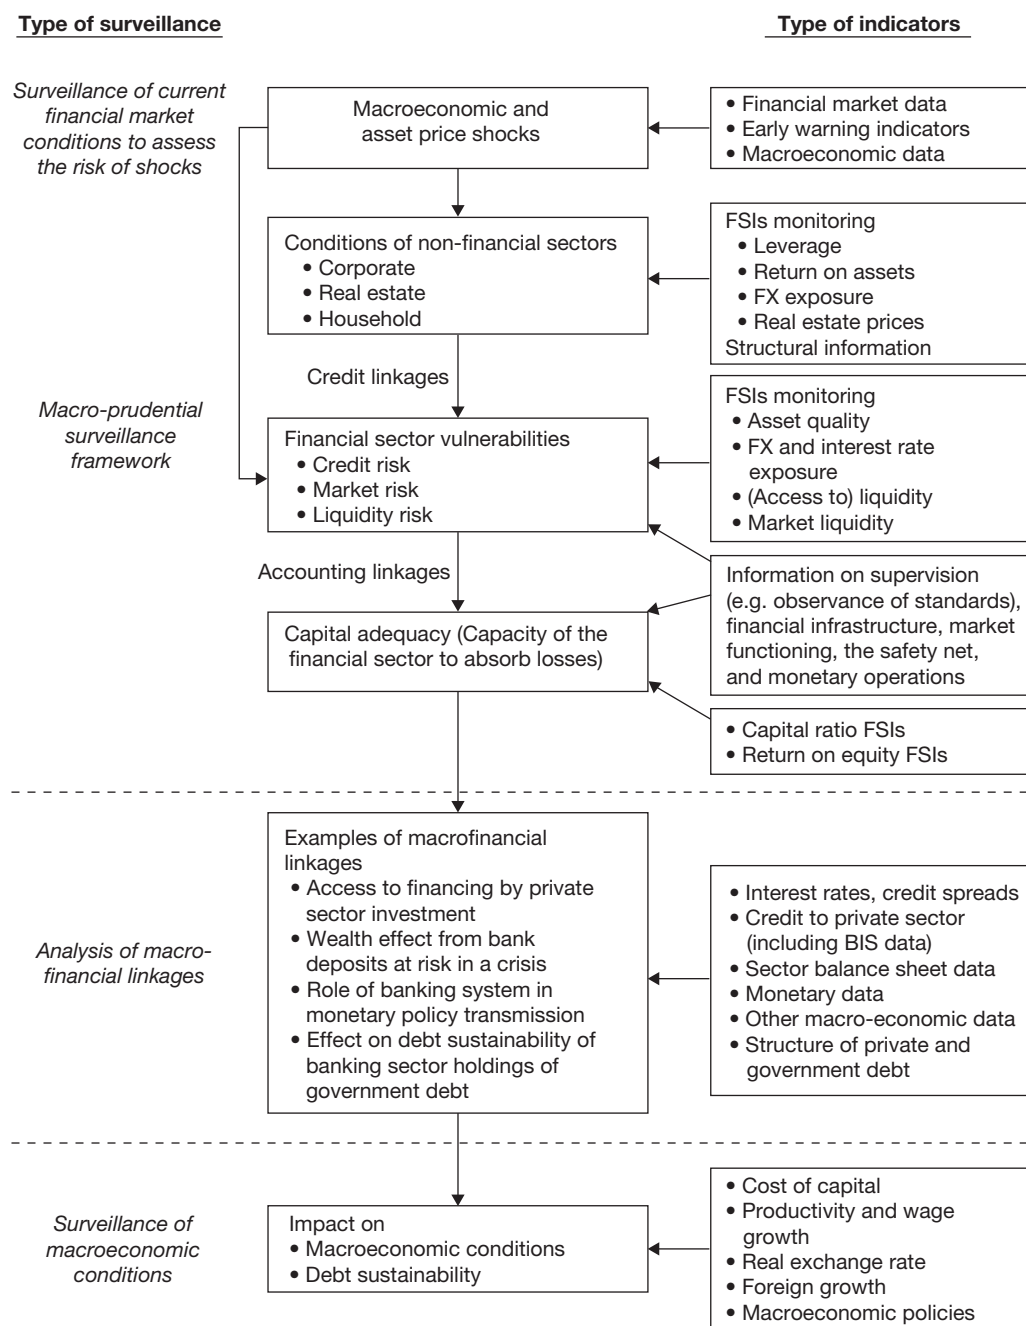 Type of surveillance
Type of indicators
Surveillance of current
financial market
conditions to assess
the risk of shocks
Macroeconomic and
asset price shocks
• Financial market data
• Early warning indicators
• Macroeconomic data
Conditions of non-financial sectors
• Corporate
• Real estate
• Household
FSIs monitoring
• Leverage
• Return on assets
• FX exposure
• Real estate prices
Structural information
Credit linkages
Macro-prudential
surveillance
framework
Financial sector vulnerabilities
• Credit risk
• Market risk
• Liquidity risk
FSIs monitoring
• Asset quality
• FX and interest rate
exposure
• (Access to) liquidity
• Market liquidity
Accounting linkages
Information on supervision
(e.g. observance of standards),
financial infrastructure, market
functioning, the safety net,
and monetary operations
Capital adequacy (Capacity of the
financial sector to absorb losses)
• Capital ratio FSIs
• Return on equity FSIs
Analysis of macro-
financial linkages
Examples of macrofinancial
linkages
• Access to financing by private
sector investment
• Wealth effect from bank
deposits at risk in a crisis
• Role of banking system in
monetary policy transmission
• Effect on debt sustainability of
banking sector holdings of
government debt
• Interest rates, credit spreads
• Credit to private sector
(including BIS data)
• Sector balance sheet data
• Monetary data
• Other macro-economic data
• Structure of private and
government debt
Surveillance of
macroeconomic
conditions
Impact on
• Macroeconomic conditions
• Debt sustainability
• Cost of capital
• Productivity and wage
growth
• Real exchange rate
• Foreign growth
• Macroeconomic policies